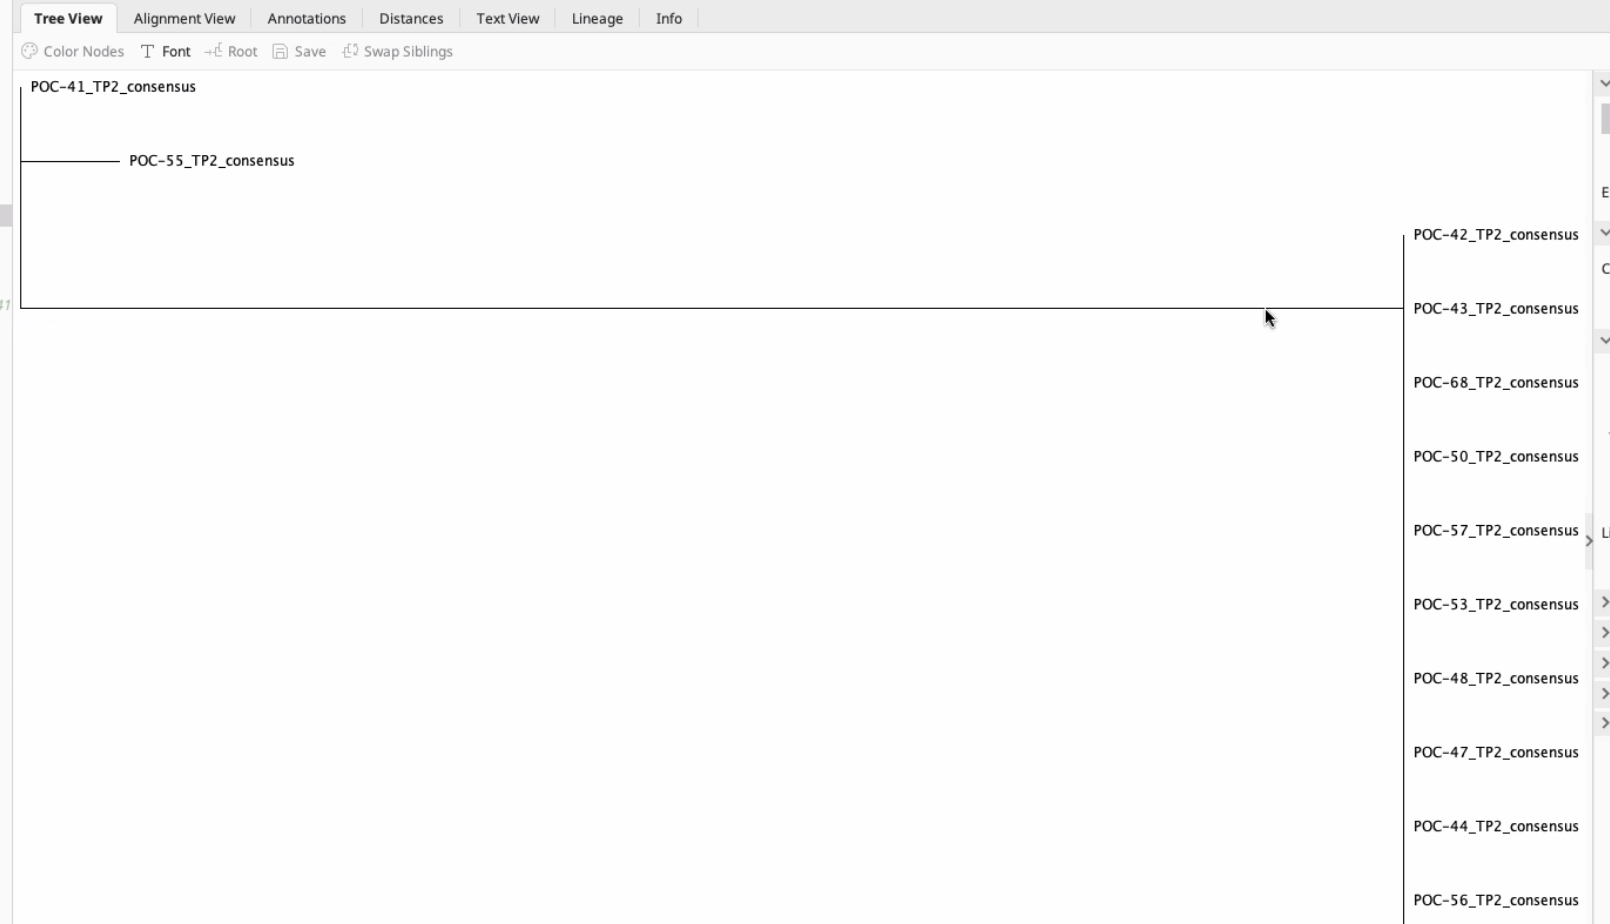 Tree View Alignment View Annotations Distances Text View Lineage Info
Color Nodes Font Root Save Swap Siblings
POC-41_TP2_consensus
POC-55_TP2_consensus
E
POC-42_TP2_consensus
C
41
POC-43_TP2_consensus
POC-68_TP2_consensus
POC-50_TP2_consensus
POC-57_TP2_consensus
Li
POC-53_TP2_consensus
POC-48_TP2_consensus
POC-47_TP2_consensus
POC-44_TP2_consensus
POC-56_TP2_consensus